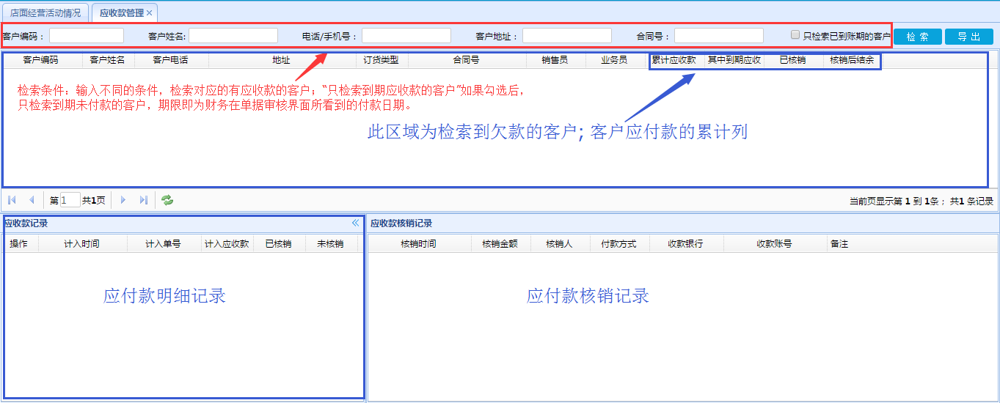 店面经营活动情况 应收款管理
客户编码： 客户姓名: 电话/手机号： 客户地址： 合同号： 只检索已到账期的客户 检 索 导 出
客户编码 客户姓名 客户电话 地址 订货类型 合同号 销售员 业务员 累计应收款 其中到期应收 已核销 核销后结余
检索条件：输入不同的条件，检索对应的有应收款的客户；“只检索到期应收款的客户”如果勾选后，
只检索到期未付款的客户，期限即为财务在单据审核界面所看到的付款日期。
此区域为检索到欠款的客户; 客户应付款的累计列
第 1 共1页 当前页显示第 1 到 1条； 共1 条记录
应收款记录 应收款核销记录
操作 计入时间 计入单号 计入应收款 已核销 未核销 核销时间 核销金额 核销人 付款方式 收款银行 收款账号 备注
应付款明细记录 应付款核销记录